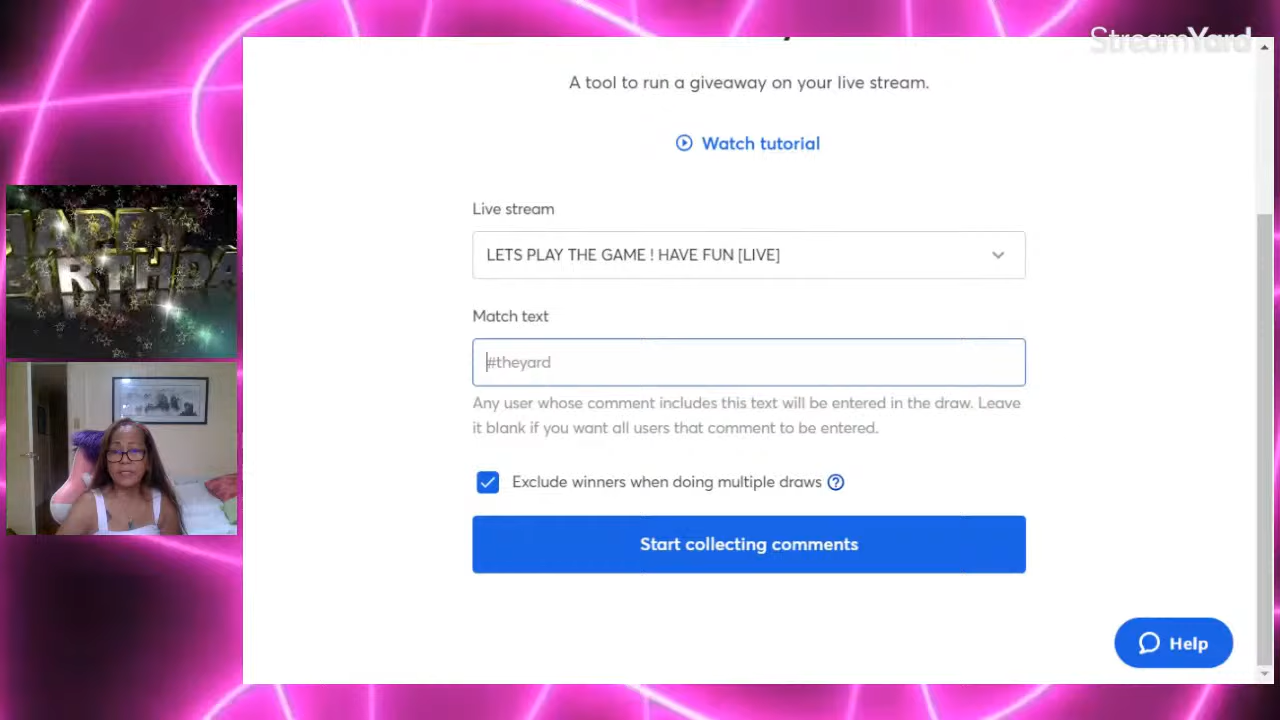 StreamYard
A tool to run a giveaway on your live stream.
Watch tutorial
Live stream
LETS PLAY THE GAME ! HAVE FUN [LIVE]
Match text
#theyard
Any user whose comment includes this text will be entered in the draw. Leave
it blank if you want all users that comment to be entered.
Exclude winners when doing multiple draws ?
Start collecting comments
Help
HAPPY
BIRTHDA